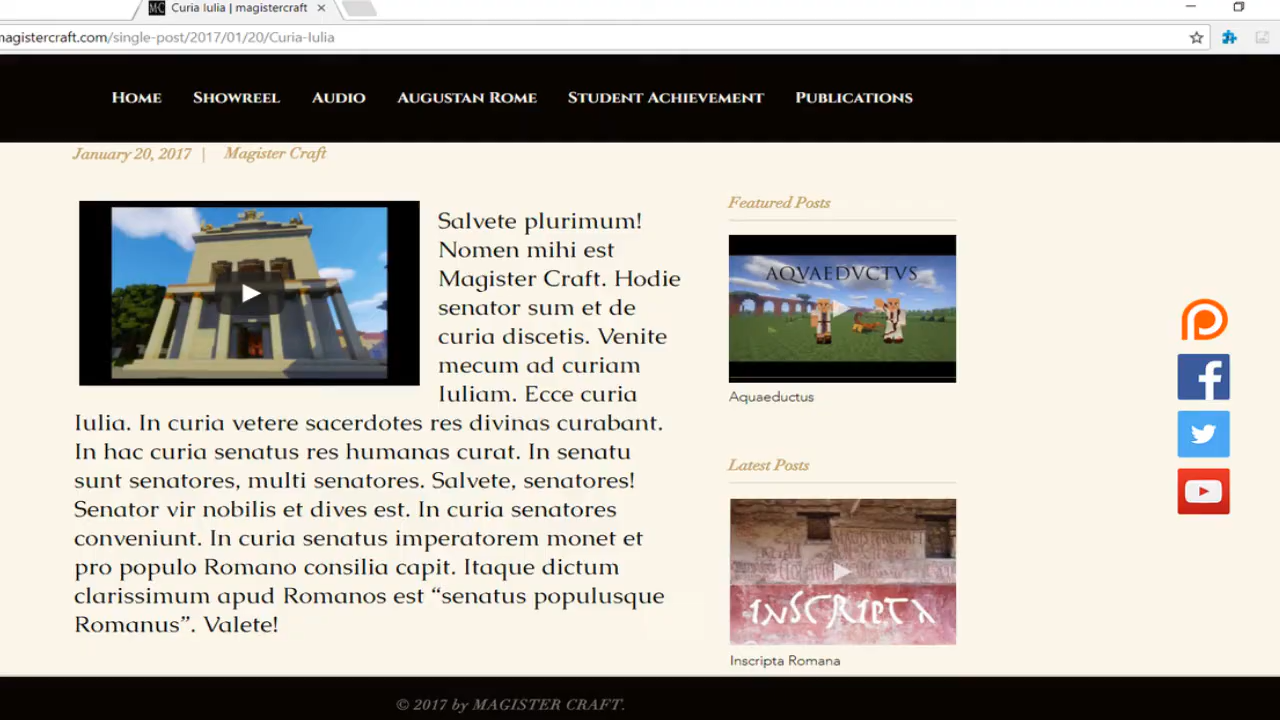 Curia Iulia | magistercraft
magistercraft.com/single-post/2017/01/20/Curia-Iulia
HOME SHOWREEL AUDIO AUGUSTAN ROME STUDENT ACHIEVEMENT PUBLICATIONS
January 20, 2017 | Magister Craft
Salvete plurimum!
Nomen mihi est
Magister Craft. Hodie
senator sum et de
curia discetis. Venite
mecum ad curiam
Iuliam. Ecce curia
Iulia. In curia vetere sacerdotes res divinas curabant.
In hac curia senatus res humanas curat. In senatu
sunt senatores, multi senatores. Salvete, senatores!
Senator vir nobilis et dives est. In curia senatores
conveniunt. In curia senatus imperatorem monet et
pro populo Romano consilia capit. Itaque dictum
clarissimum apud Romanos est “senatus populusque
Romanus”. Valete!
Featured Posts
AQVAEDVCTVS
Aquaeductus
Latest Posts
INSCRIPTA
Inscripta Romana
© 2017 by MAGISTER CRAFT.